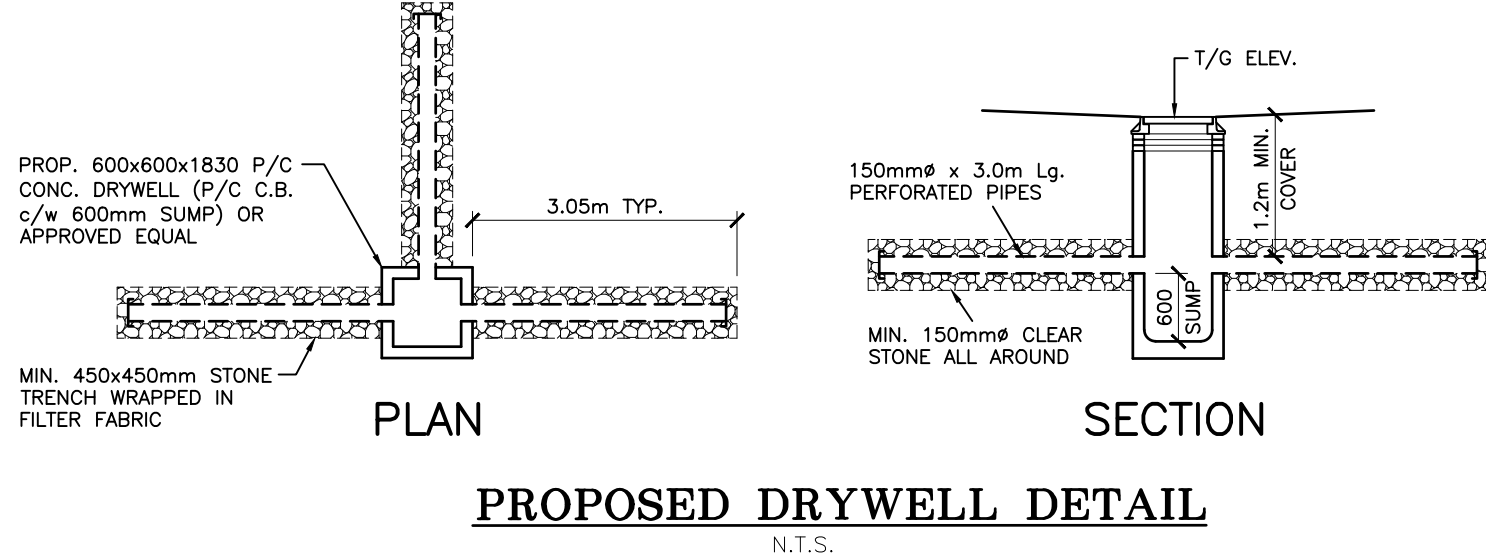 PROP. 600x600x1830 P/C
CONC. DRYWELL (P/C C.B.
c/w 600mm SUMP) OR
APPROVED EQUAL
3.05m TYP.
MIN. 450x450mm STONE
TRENCH WRAPPED IN
FILTER FABRIC
PLAN
T/G ELEV.
150mmø x 3.0m Lg.
PERFORATED PIPES
1.2m MIN.
COVER
600
SUMP
MIN. 150mmø CLEAR
STONE ALL AROUND
SECTION
PROPOSED DRYWELL DETAIL
N.T.S.